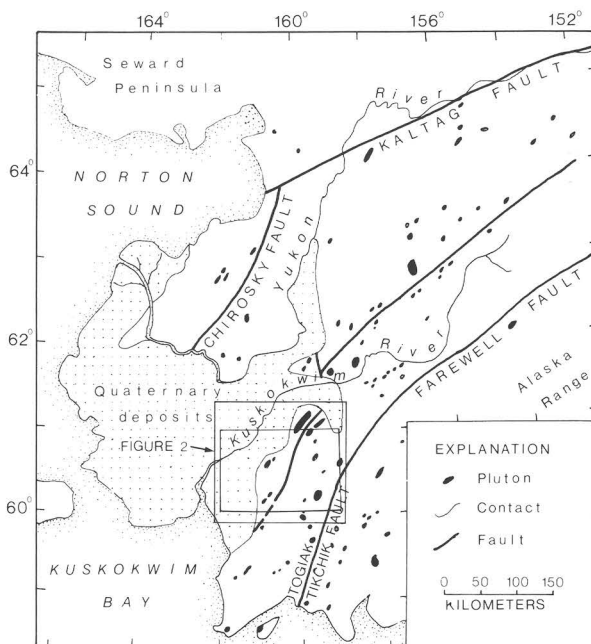 164° 160° 156° 152°
Seward
Peninsula
River
KALTAG FAULT
64°
NORTON
SOUND
CHIROSKY FAULT
Yukon
62°
River
Kuskokwim
FAREWELL FAULT
Alaska
Range
Quaternary
deposits
FIGURE 2
60°
TOGIAK
TIKCHIK FAULT
KUSKOKWIM
BAY
EXPLANATION
Pluton
Contact
Fault
0 50 100 150
KILOMETERS